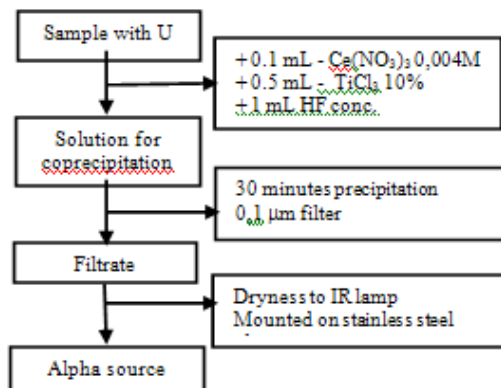 Sample with U
+ 0.1 mL - Ce(NO₃)₃ 0,004M
+ 0.5 mL - TiCl₃ 10%
+ 1 mL HF conc.
Solution for
coprecipitation
30 minutes precipitation
0,1 µm filter
Filtrate
Dryness to IR lamp
Mounted on stainless steel
Alpha source